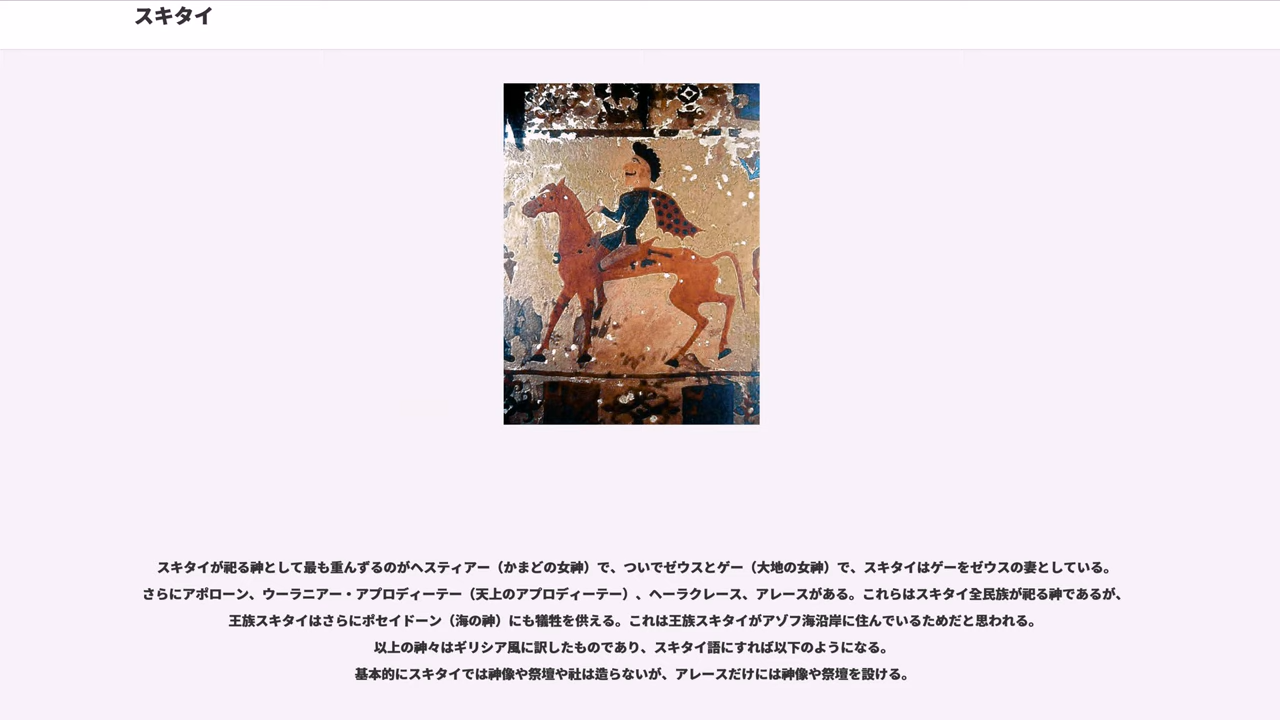 スキタイ
スキタイが祀る神として最も重んずるのがヘスティアー（かまどの女神）で、ついでゼウスとゲー（大地の女神）で、スキタイはゲーをゼウスの妻としている。
さらにアポローン、ウーラニアー・アプロディーテー（天上のアプロディーテー）、ヘーラクレース、アレースがある。これらはスキタイ全民族が祀る神であるが、
王族スキタイはさらにポセイドーン（海の神）にも犠牲を供える。これは王族スキタイがアゾフ海沿岸に住んでいるためだと思われる。
以上の神々はギリシア風に訳したものであり、スキタイ語にすれば以下のようになる。
基本的にスキタイでは神像や祭壇や社は造らないが、アレースだけには神像や祭壇を設ける。